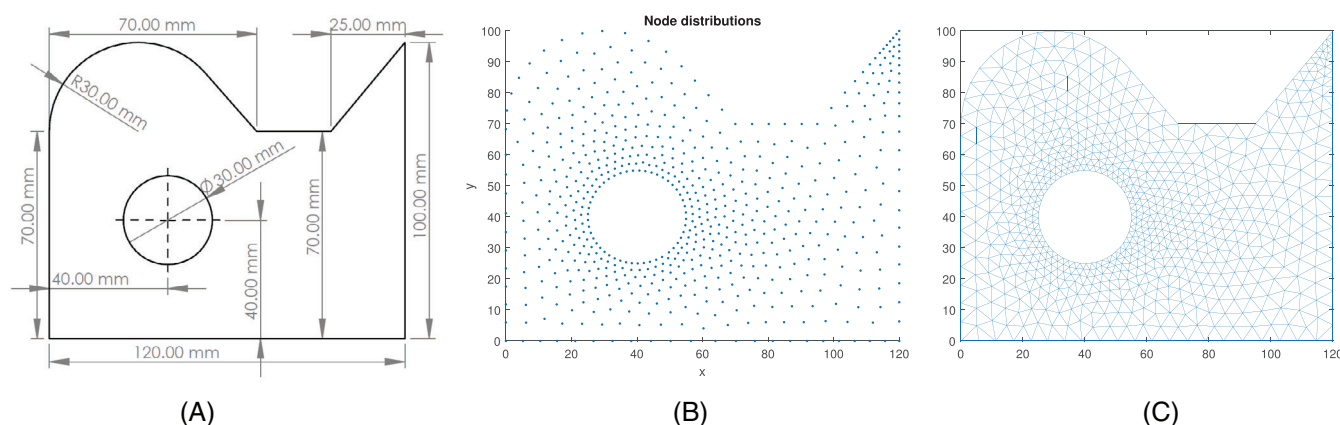 70.00 mm
25.00 mm
R30.00 mm
Ø30.00 mm
70.00 mm
70.00 mm
100.00 mm
40.00 mm
40.00 mm
120.00 mm
(A)
Node distributions
100
90
80
70
60
50
40
30
20
10
0
y
0 20 40 60 80 100 120
x
(B)
100
90
80
70
60
50
40
30
20
10
0
0 20 40 60 80 100 120
(C)